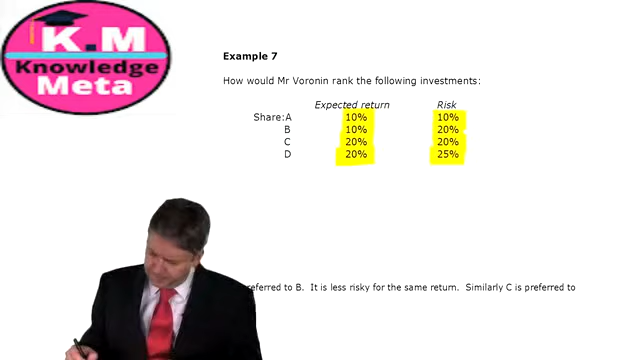 K.M
Knowledge
Meta
Example 7
How would Mr Voronin rank the following investments:
Expected return Risk
Share:A 10% 10%
B 10% 20%
C 20% 20%
D 20% 25%
referred to B. It is less risky for the same return. Similarly C is preferred to